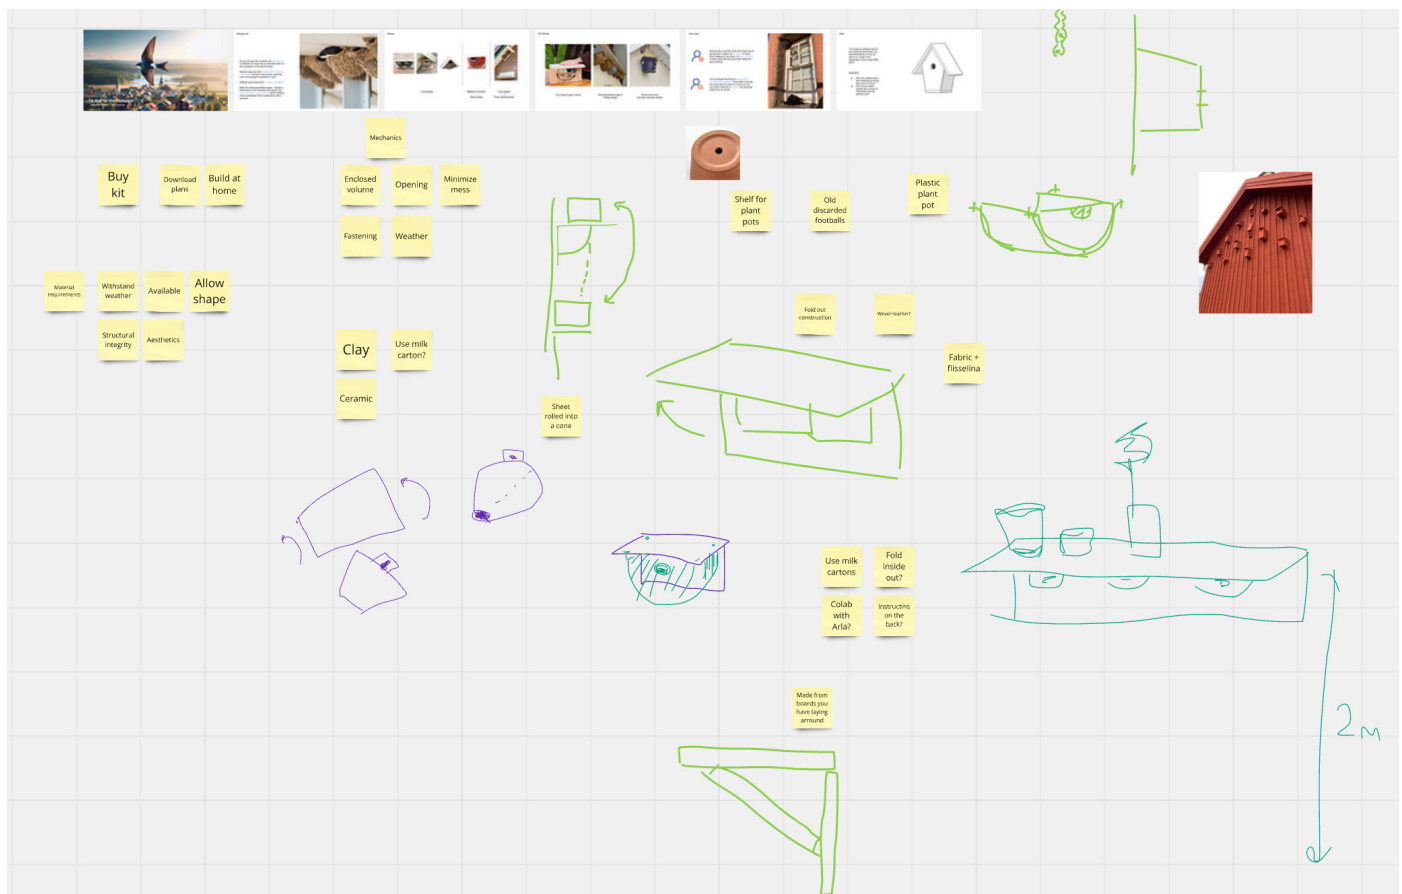 Mechanics
Buy
kit
Download
plans
Build at
home
Enclosed
volume
Opening
Minimize
mess
Fastening
Weather
Shelf for
plant
pots
Old
discarded
footballs
Plastic
plant
pot
Material
requirements
Withstand
weather
Available
Allow
shape
Structural
integrity
Aesthetics
Clay
Use milk
carton?
Ceramic
Sheet
rolled into
a cone
Fold out
construction
Fabric +
flisselina
Use milk
cartons
Fold
inside
out?
Colab
with
Arla?
Instructins
on the
back?
Made from
boards you
have laying
arround
2m